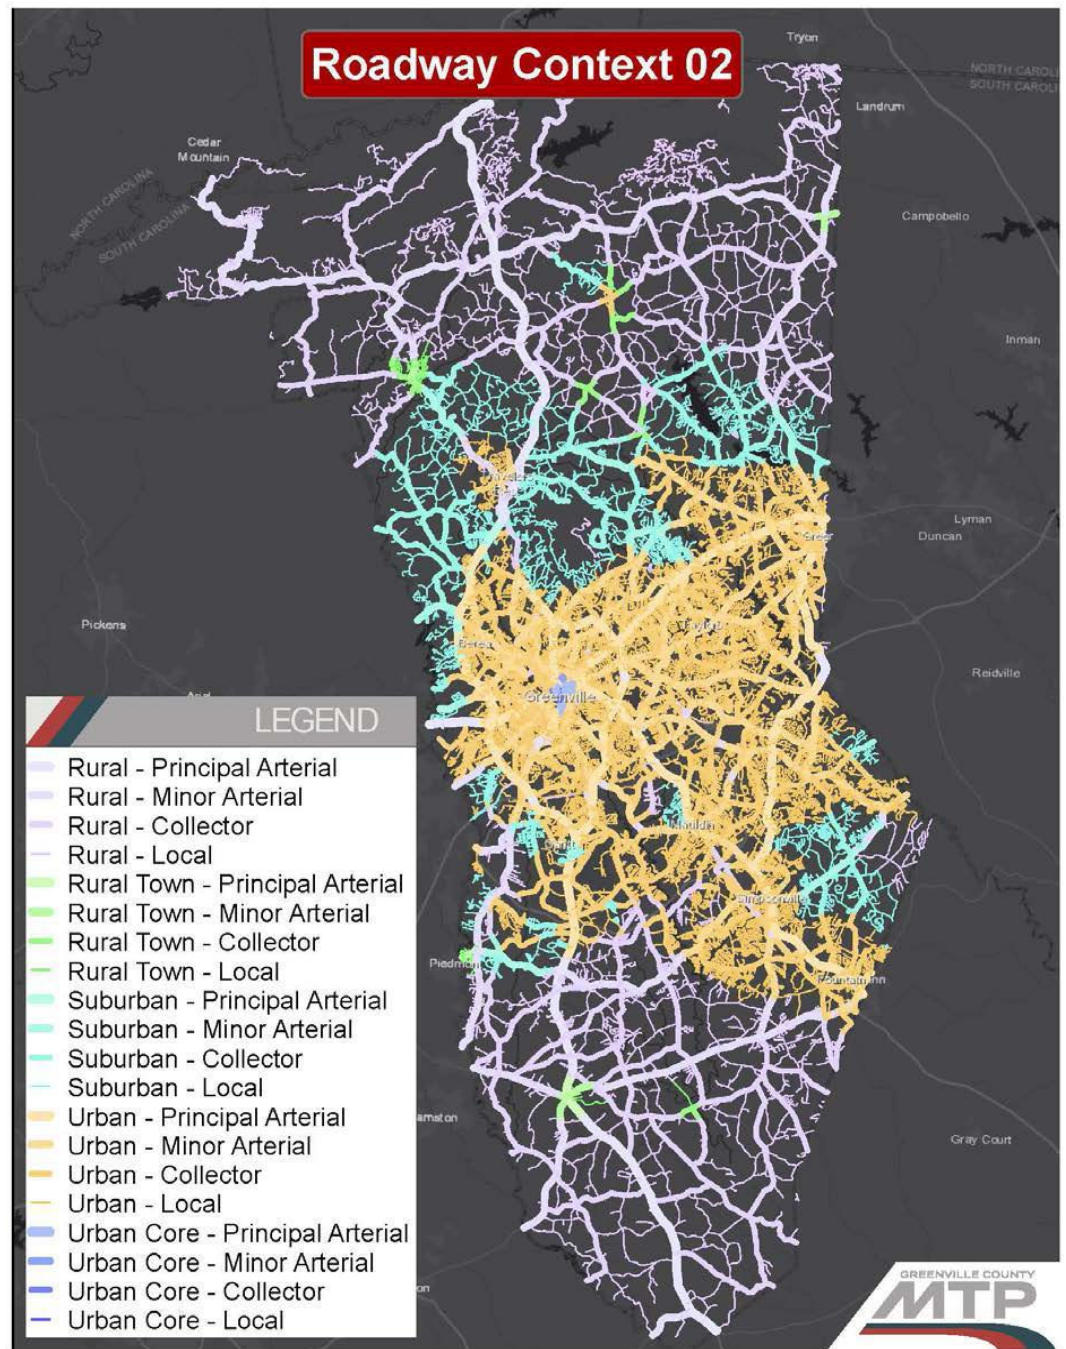 Roadway Context 02
Tryon
NORTH CAROLI
SOUTH CAROLI
Landrum
Cedar
Mountain
NORTH CAROLINA
SOUTH CAROLINA
Campobello
Inman
Lyman
Duncan
Greer
Pickens
Berea
Taylors
Reidville
Greenville
Mauldin
Simpsonville
Piedmont
Fountain Inn
amston
Gray Court
on
LEGEND
Rural - Principal Arterial
Rural - Minor Arterial
Rural - Collector
Rural - Local
Rural Town - Principal Arterial
Rural Town - Minor Arterial
Rural Town - Collector
Rural Town - Local
Suburban - Principal Arterial
Suburban - Minor Arterial
Suburban - Collector
Suburban - Local
Urban - Principal Arterial
Urban - Minor Arterial
Urban - Collector
Urban - Local
Urban Core - Principal Arterial
Urban Core - Minor Arterial
Urban Core - Collector
Urban Core - Local
GREENVILLE COUNTY
MTP